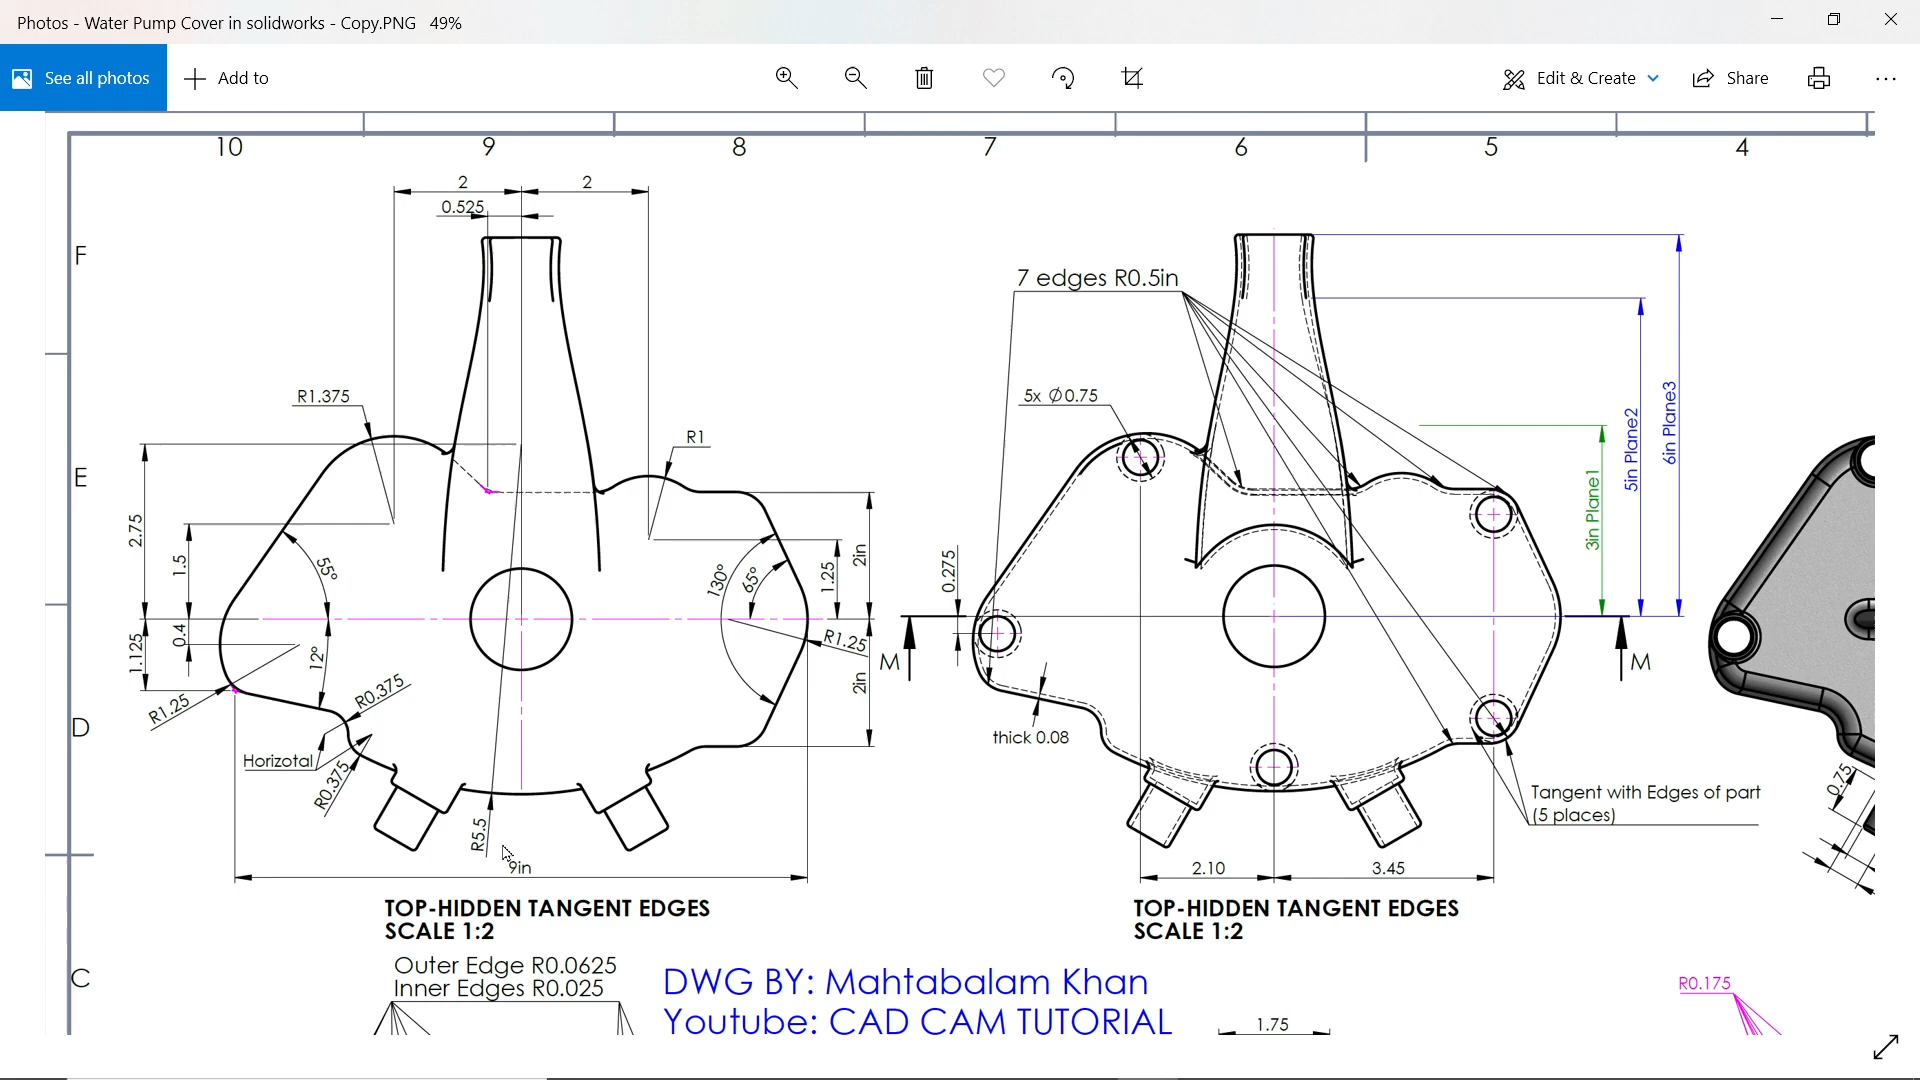 Photos - Water Pump Cover in solidworks - Copy.PNG 49%
See all photos
Add to
Edit & Create
Share
10 9 8 7 6 5 4
2 2
0.525
F
7 edges R0.5in
R1.375
5x Ø0.75
R1
E
2.75
1.5
55°
130°
65°
1.25
2in
0.275
3in Plane1
5in Plane2
6in Plane3
1.125
0.4
12°
R1.25
2in
M M
R1.25
R0.375
D
thick 0.08
Horizotal
R0.375
0.75
Tangent with Edges of part
(5 places)
R5.5
9in
2.10 3.45
TOP-HIDDEN TANGENT EDGES
SCALE 1:2
TOP-HIDDEN TANGENT EDGES
SCALE 1:2
Outer Edge R0.0625
Inner Edges R0.025
C
DWG BY: Mahtabalam Khan
Youtube: CAD CAM TUTORIAL
R0.175
1.75